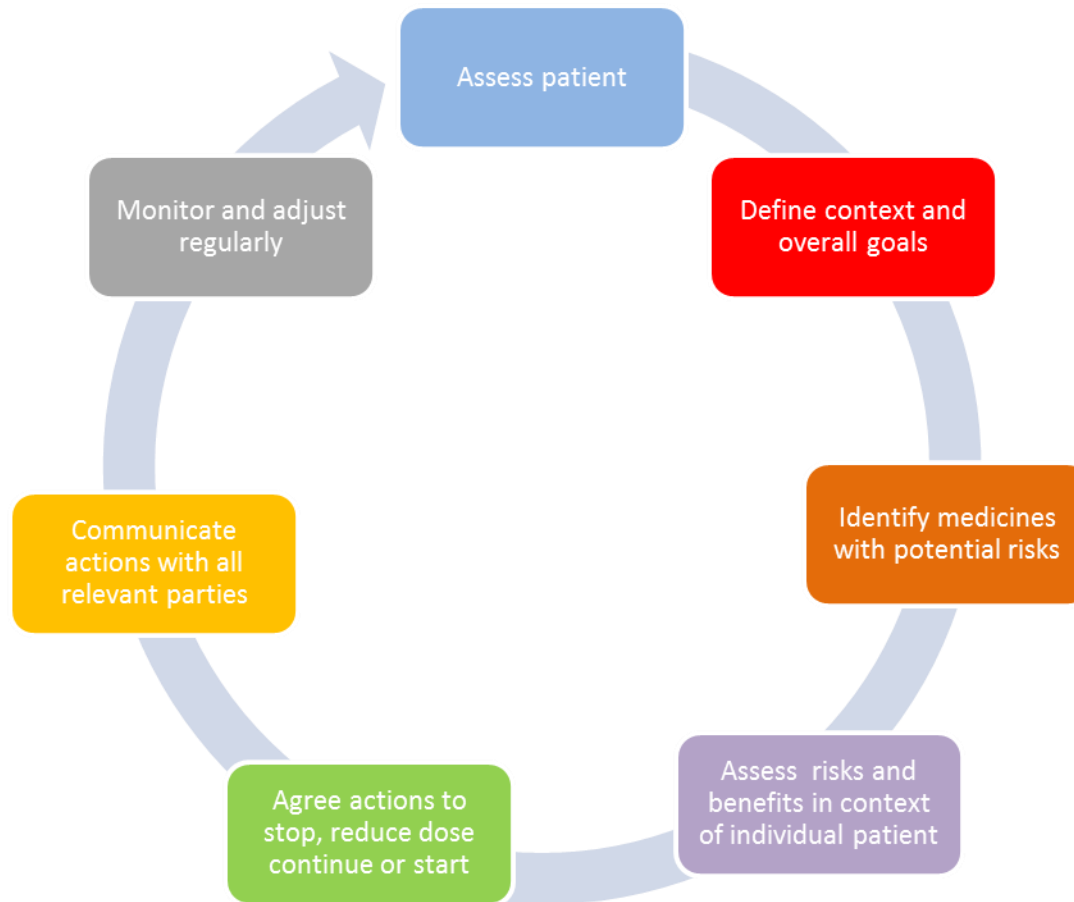 Assess patient
Define context and
overall goals
Identify medicines
with potential risks
Assess  risks and
benefits in context
of individual patient
Agree actions to
stop, reduce dose
continue or start
Communicate
actions with all
relevant parties
Monitor and adjust
regularly